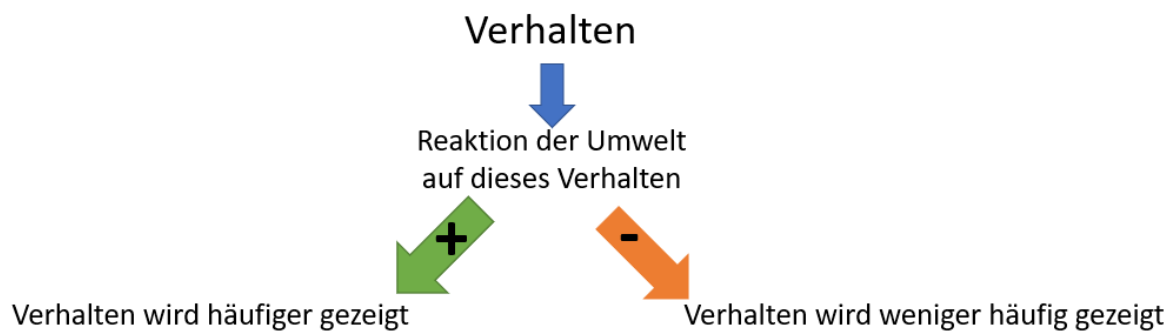 Verhalten
Reaktion der Umwelt
auf dieses Verhalten
+
-
Verhalten wird häufiger gezeigt
Verhalten wird weniger häufig gezeigt